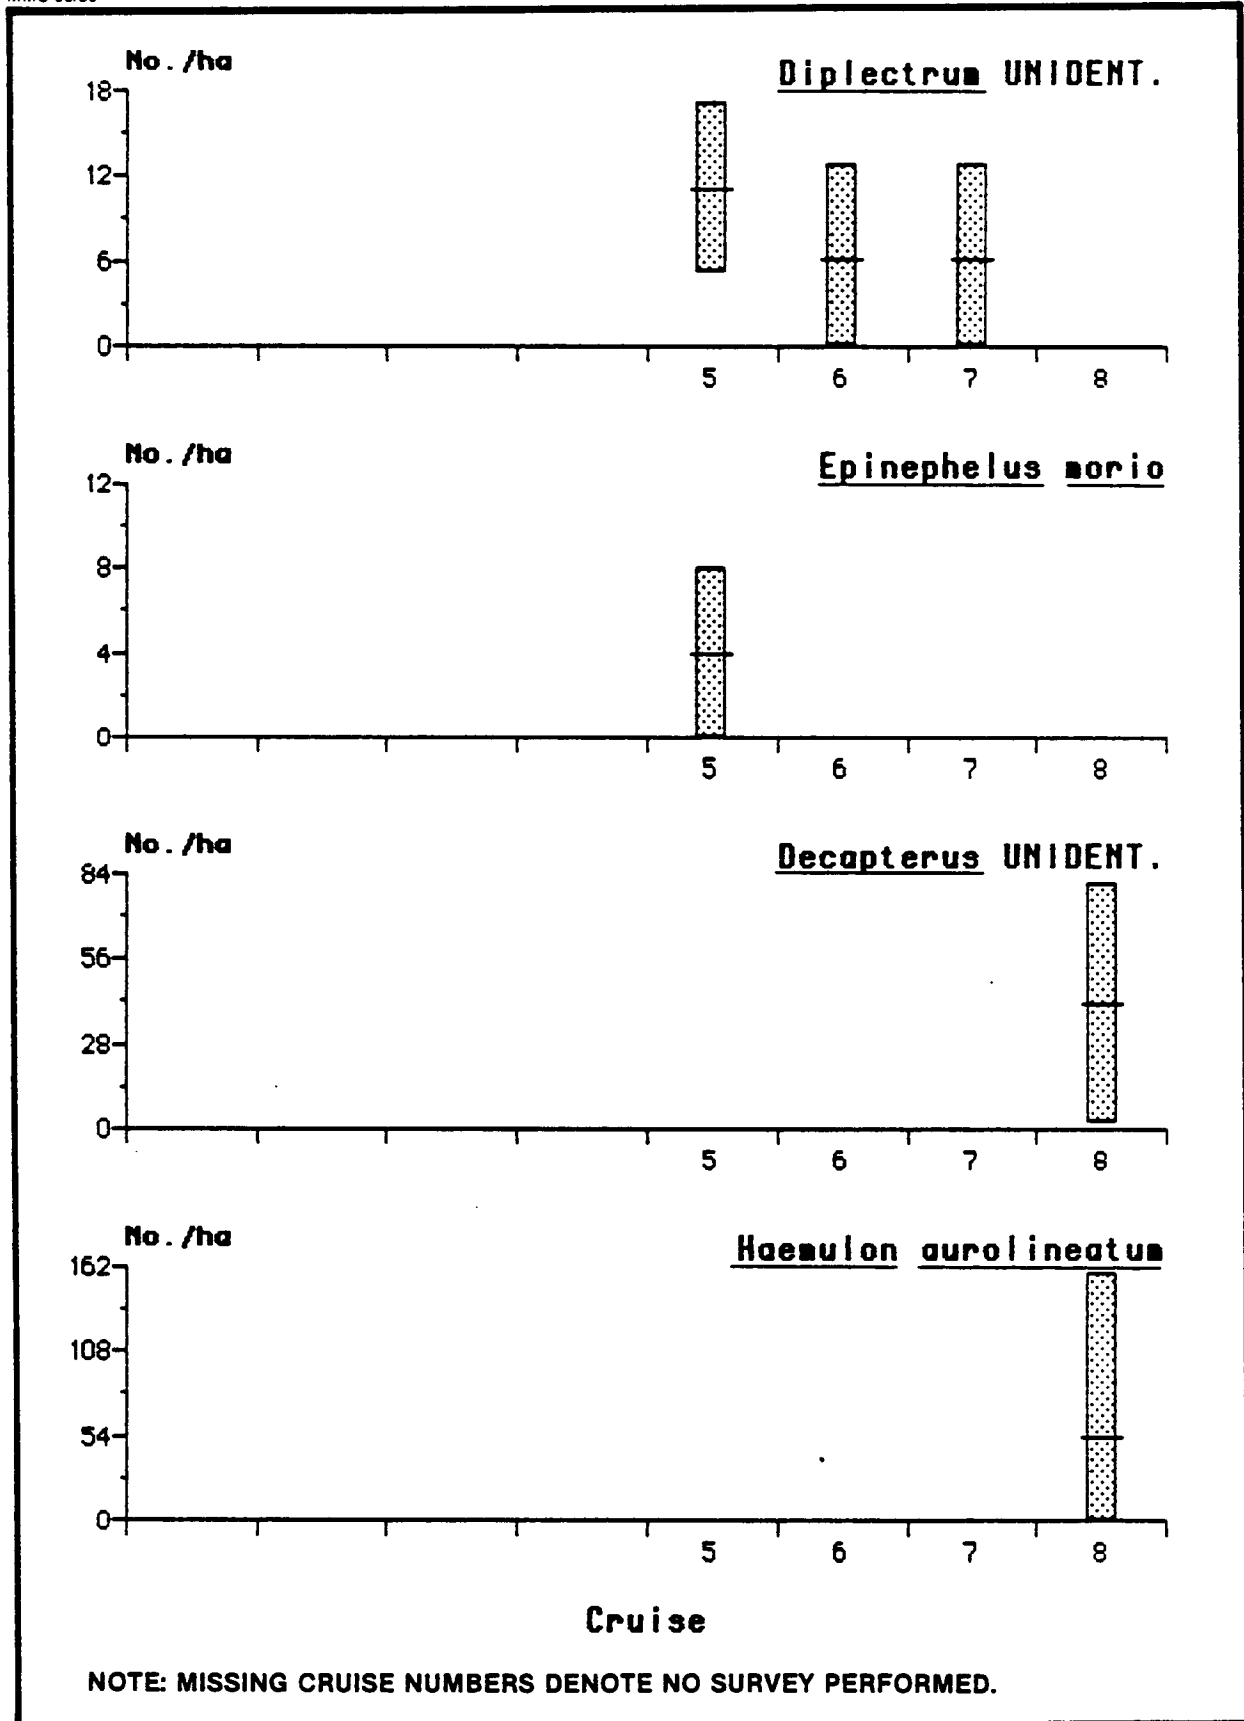 No./ha
Diplectrum UNIDENT.
18
12
6
0
5 6 7 8
No./ha
Epinephelus morio
12
8
4
0
5 6 7 8
No./ha
Decapterus UNIDENT.
84
56
28
0
5 6 7 8
No./ha
Haemulon aurolineatum
162
108
54
0
5 6 7 8
Cruise
NOTE: MISSING CRUISE NUMBERS DENOTE NO SURVEY PERFORMED.